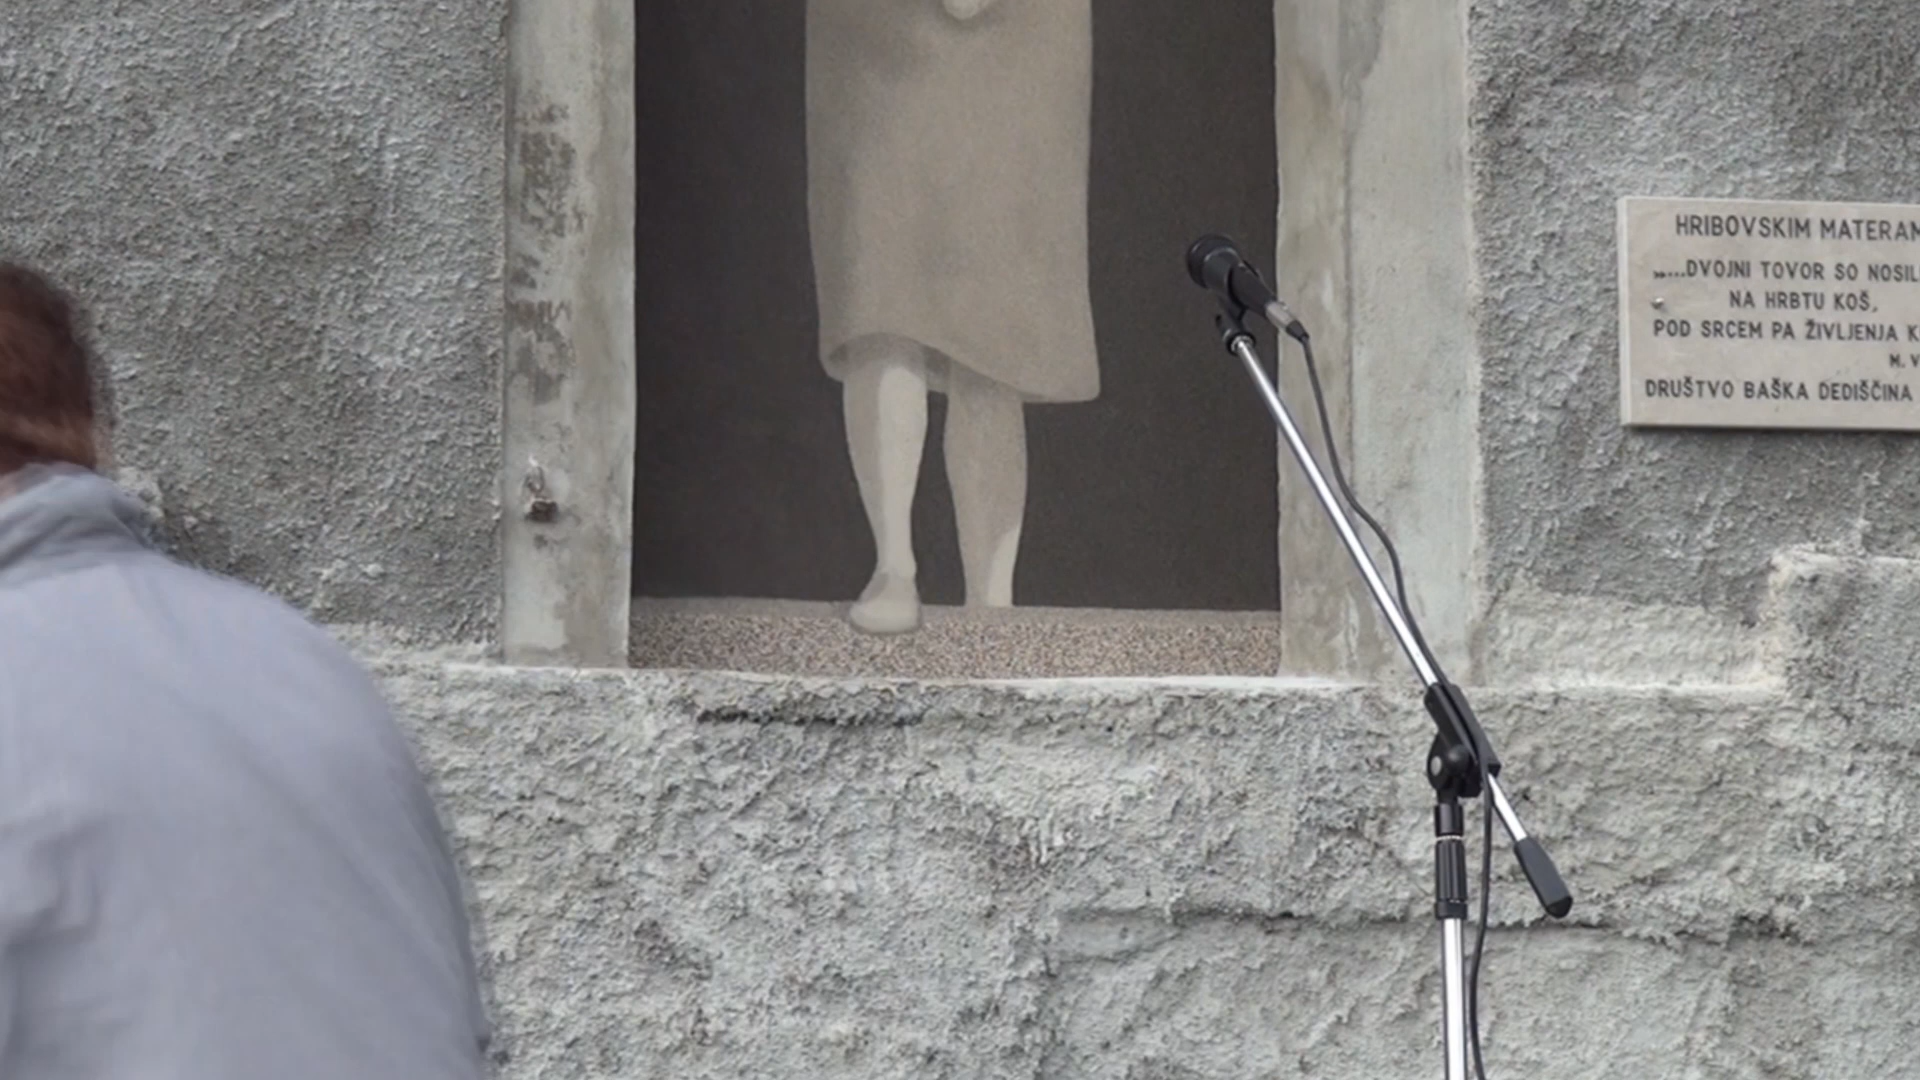 HRIBOVSKIM MATERAM
„...DVOJNI TOVOR SO NOSIL
NA HRBTU KOŠ,
POD SRCEM PA ŽIVLJENJA K
M. V
DRUŠTVO BAŠKA DEDIŠČINA